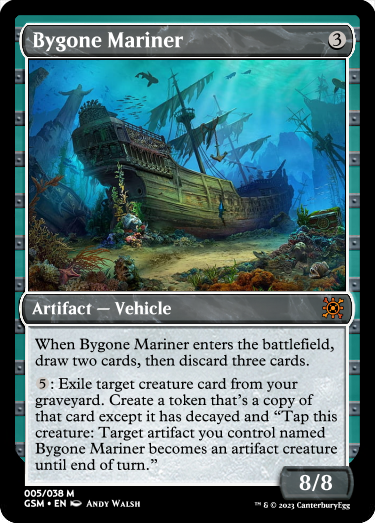 Bygone Mariner 3
Artifact — Vehicle
When Bygone Mariner enters the battlefield,
draw two cards, then discard three cards.
5: Exile target creature card from your
graveyard. Create a token that's a copy of
that card except it has decayed and “Tap this
creature: Target artifact you control named
Bygone Mariner becomes an artifact creature
until end of turn.”
8/8
005/038 M
GSM • EN Andy Walsh
™ & © 2023 CanterburyEgg